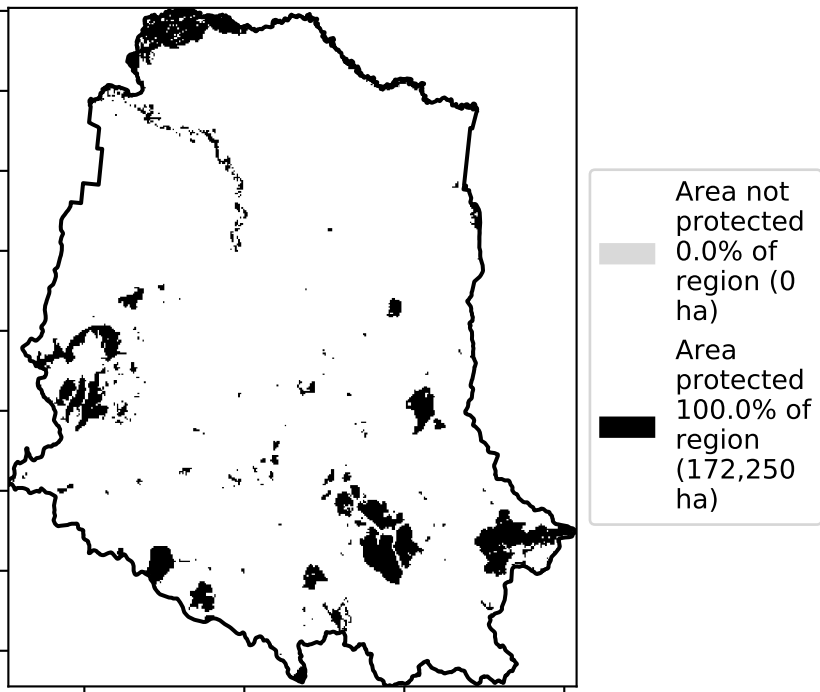 Area not
protected
0.0% of
region (0
ha)
Area
protected
100.0% of
region
(172,250
ha)